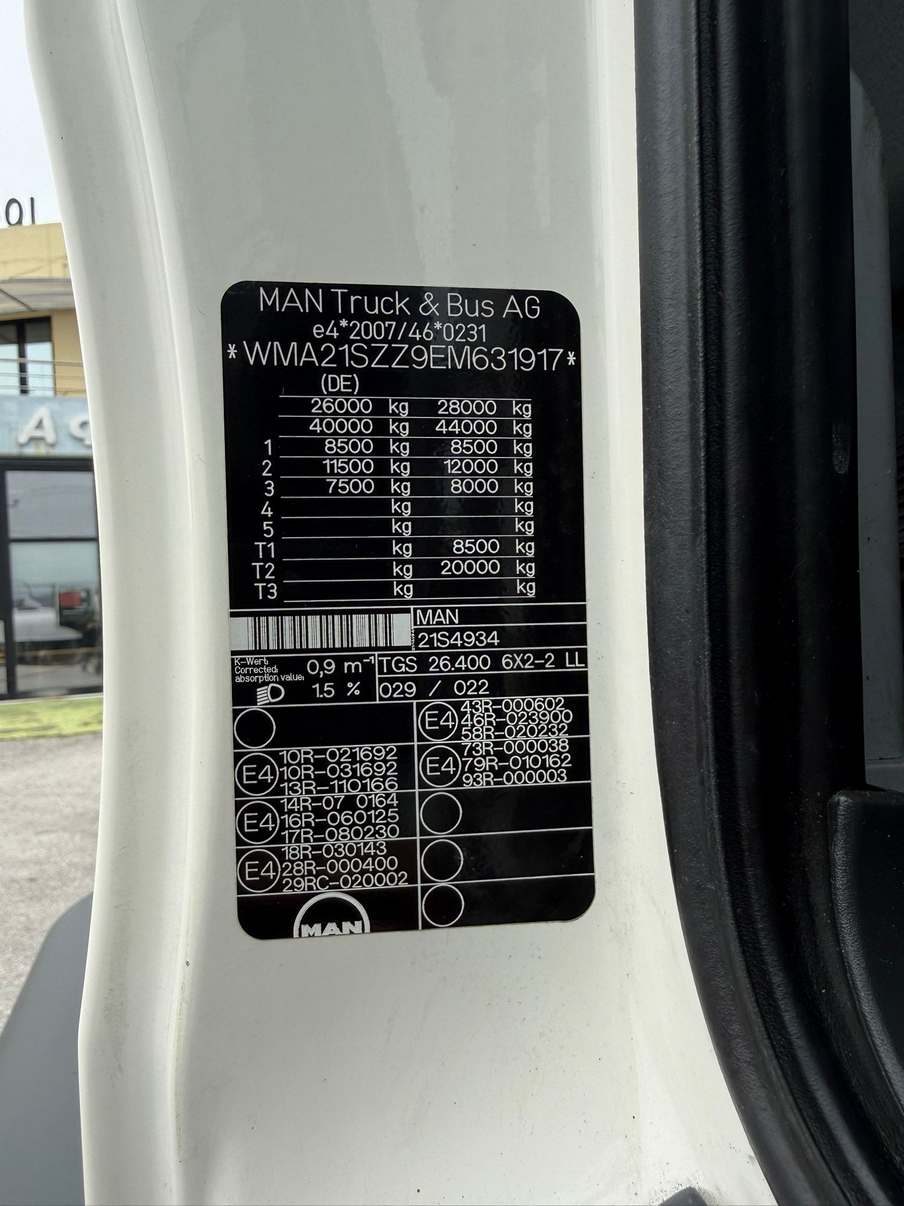 OI
A
MAN Truck & Bus AG
e4*2007/46*0231
*WMA21SZZ9EM631917*
(DE)
26000 kg 28000 kg
40000 kg 44000 kg
1 8500 kg 8500 kg
2 11500 kg 12000 kg
3 7500 kg 8000 kg
4 kg kg
5 kg kg
T1 kg 8500 kg
T2 kg 20000 kg
T3 kg kg
MAN
21S4934
K-Wert:
Corrected
absorption value:
0,9 m⁻¹
TGS 26.400 6X2-2 LL
1.5 %
029 / 022
E4
43R-000602
46R-023900
58R-020232
E4
10R-021692
10R-031692
13R-110166
E4
73R-000038
79R-010162
93R-000003
E4
14R-07 0164
16R-060125
17R-080230
E4
18R-030143
28R-000400
29RC-020002
MAN